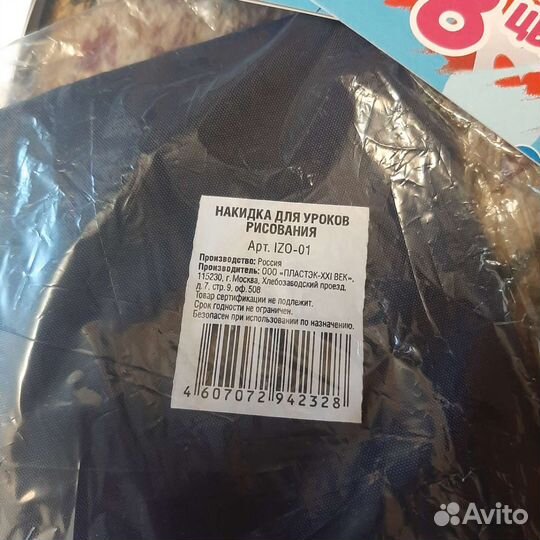 НАКИДКА ДЛЯ УРОКОВ
РИСОВАНИЯ
Арт. IZO-01
Производство: Россия
Производитель: ООО «ПЛАСТЭК-XXI ВЕК».
115230, г. Москва, Хлебозаводский проезд,
д. 7, стр. 9, оф. 508
Товар сертификации не подлежит.
Срок годности не ограничен.
Безопасен при использовании по назначению.
4 607072 942328
Avito